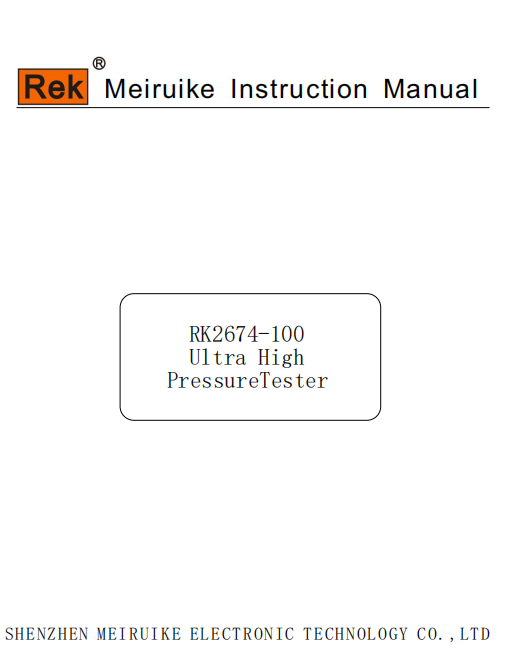 Rek®
Meiruike Instruction Manual
RK2674-100
Ultra High
PressureTester
SHENZHEN MEIRUIKE ELECTRONIC TECHNOLOGY CO.,LTD